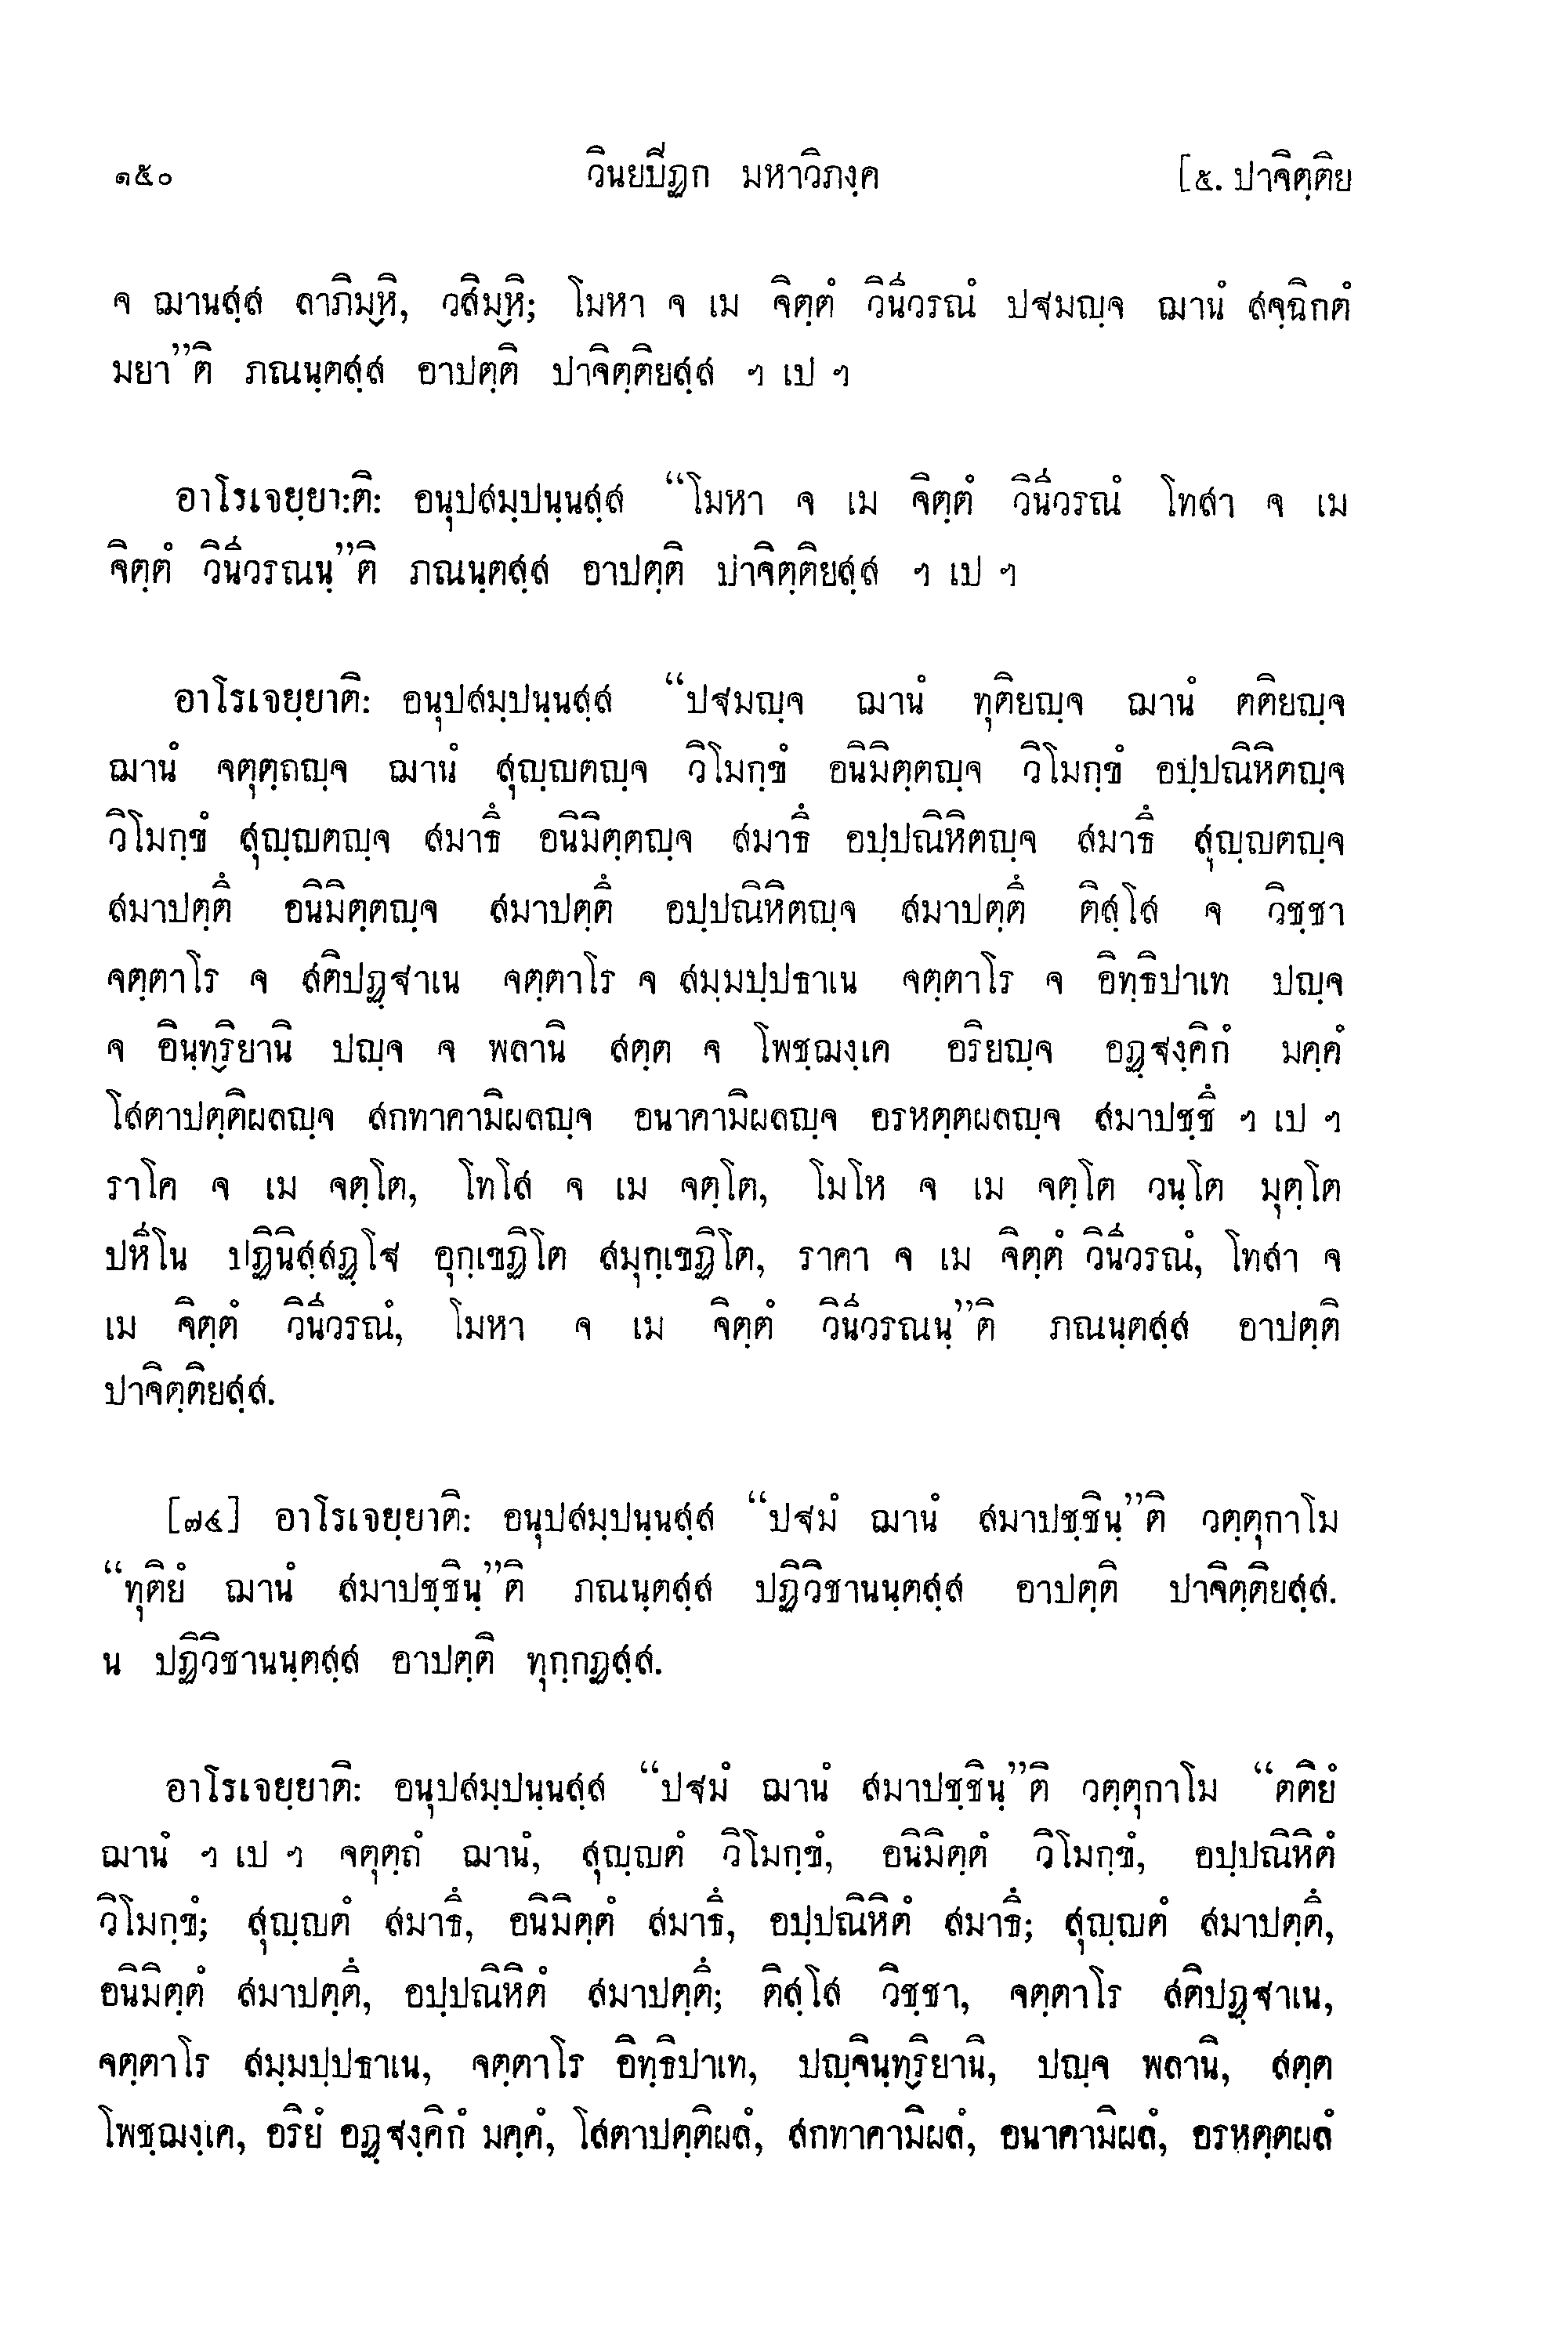 ๑๕๐ วินยปีฏก มหาวิภงฺค [๕. ปาจิตฺติย
จ ฌานสฺส ลาภิมฺหิ, วสิมฺหิ; โมหา จ เม จิตฺตํ วินีวรณํ ปฐมญฺจ ฌานํ สจฺฉิกตํ
มยา”ติ ภณนฺตสฺส อาปตฺติ ปาจิตฺติยสฺส ฯ เป ฯ
อาโรเจยฺยา:ติ: อนุปสมฺปนฺนสฺส “โมหา จ เม จิตฺตํ วินีวรณํ โทสา จ เม
จิตฺตํ วินีวรณนฺ”ติ ภณนฺตสฺส อาปตฺติ ปาจิตฺติยสฺส ฯ เป ฯ
อาโรเจยฺยาติ: อนุปสมฺปนฺนสฺส “ปฐมญฺจ ฌานํ ทุติยญฺจ ฌานํ ตติยญฺจ
ฌานํ จตุตฺถญฺจ ฌานํ สุญฺญตญฺจ วิโมกฺขํ อนิมิตฺตญฺจ วิโมกฺขํ อปฺปณิหิตญฺจ
วิโมกฺขํ สุญฺญตญฺจ สมาธึ อนิมิตฺตญฺจ สมาธึ อปฺปณิหิตญฺจ สมาธึ สุญฺญตญฺจ
สมาปตฺตึ อนิมิตฺตญฺจ สมาปตฺตึ อปฺปณิหิตญฺจ สมาปตฺตึ ติสฺโส จ วิชฺชา
จตฺตาโร จ สติปฏฺฐาเน จตฺตาโร จ สมฺมปฺปธาเน จตฺตาโร จ อิทฺธิปาเท ปญฺจ
จ อินฺทฺริยานิ ปญฺจ จ พลานิ สตฺต จ โพชฺฌงฺเค อริยญฺจ อฏฺฐงฺคิกํ มคฺคํ
โสตาปตฺติผลญฺจ สกทาคามิผลญฺจ อนาคามิผลญฺจ อรหตฺตผลญฺจ สมาปชฺชึ ฯ เป ฯ
ราโค จ เม จตฺโต, โทโส จ เม จตฺโต, โมโห จ เม จตฺโต วนฺโต มุตฺโต
ปหีโน ปฏินิสฺสฏฺโฐ อุกฺเขฏิโต สมุกฺเขฏิโต, ราคา จ เม จิตฺตํ วินีวรณํ, โทสา จ
เม จิตฺตํ วินีวรณํ, โมหา จ เม จิตฺตํ วินีวรณนฺ”ติ ภณนฺตสฺส อาปตฺติ
ปาจิตฺติยสฺส.
[๗๔] อาโรเจยฺยาติ: อนุปสมฺปนฺนสฺส “ปฐมํ ฌานํ สมาปชฺชินฺ”ติ วตฺตุกาโม
“ทุติยํ ฌานํ สมาปชฺชินฺ”ติ ภณนฺตสฺส ปฏิวิชานนฺตสฺส อาปตฺติ ปาจิตฺติยสฺส.
น ปฏิวิชานนฺตสฺส อาปตฺติ ทุกฺกฏสฺส.
อาโรเจยฺยาติ: อนุปสมฺปนฺนสฺส “ปฐมํ ฌานํ สมาปชฺชินฺ”ติ วตฺตุกาโม “ตติยํ
ฌานํ ฯ เป ฯ จตุตฺถํ ฌานํ, สุญฺญตํ วิโมกฺขํ, อนิมิตฺตํ วิโมกฺขํ, อปฺปณิหิตํ
วิโมกฺขํ; สุญฺญตํ สมาธึ, อนิมิตฺตํ สมาธึ, อปฺปณิหิตํ สมาธึ; สุญฺญตํ สมาปตฺตึ,
อนิมิตฺตํ สมาปตฺตึ, อปฺปณิหิตํ สมาปตฺตึ; ติสฺโส วิชฺชา, จตฺตาโร สติปฏฺฐาเน,
จตฺตาโร สมฺมปฺปธาเน, จตฺตาโร อิทฺธิปาเท, ปญฺจินฺทฺริยานิ, ปญฺจ พลานิ, สตฺต
โพชฺฌงฺเค, อริยํ อฏฺฐงฺคิกํ มคฺคํ, โสตาปตฺติผลํ, สกทาคามิผลํ, อนาคามิผลํ, อรหตฺตผลํ